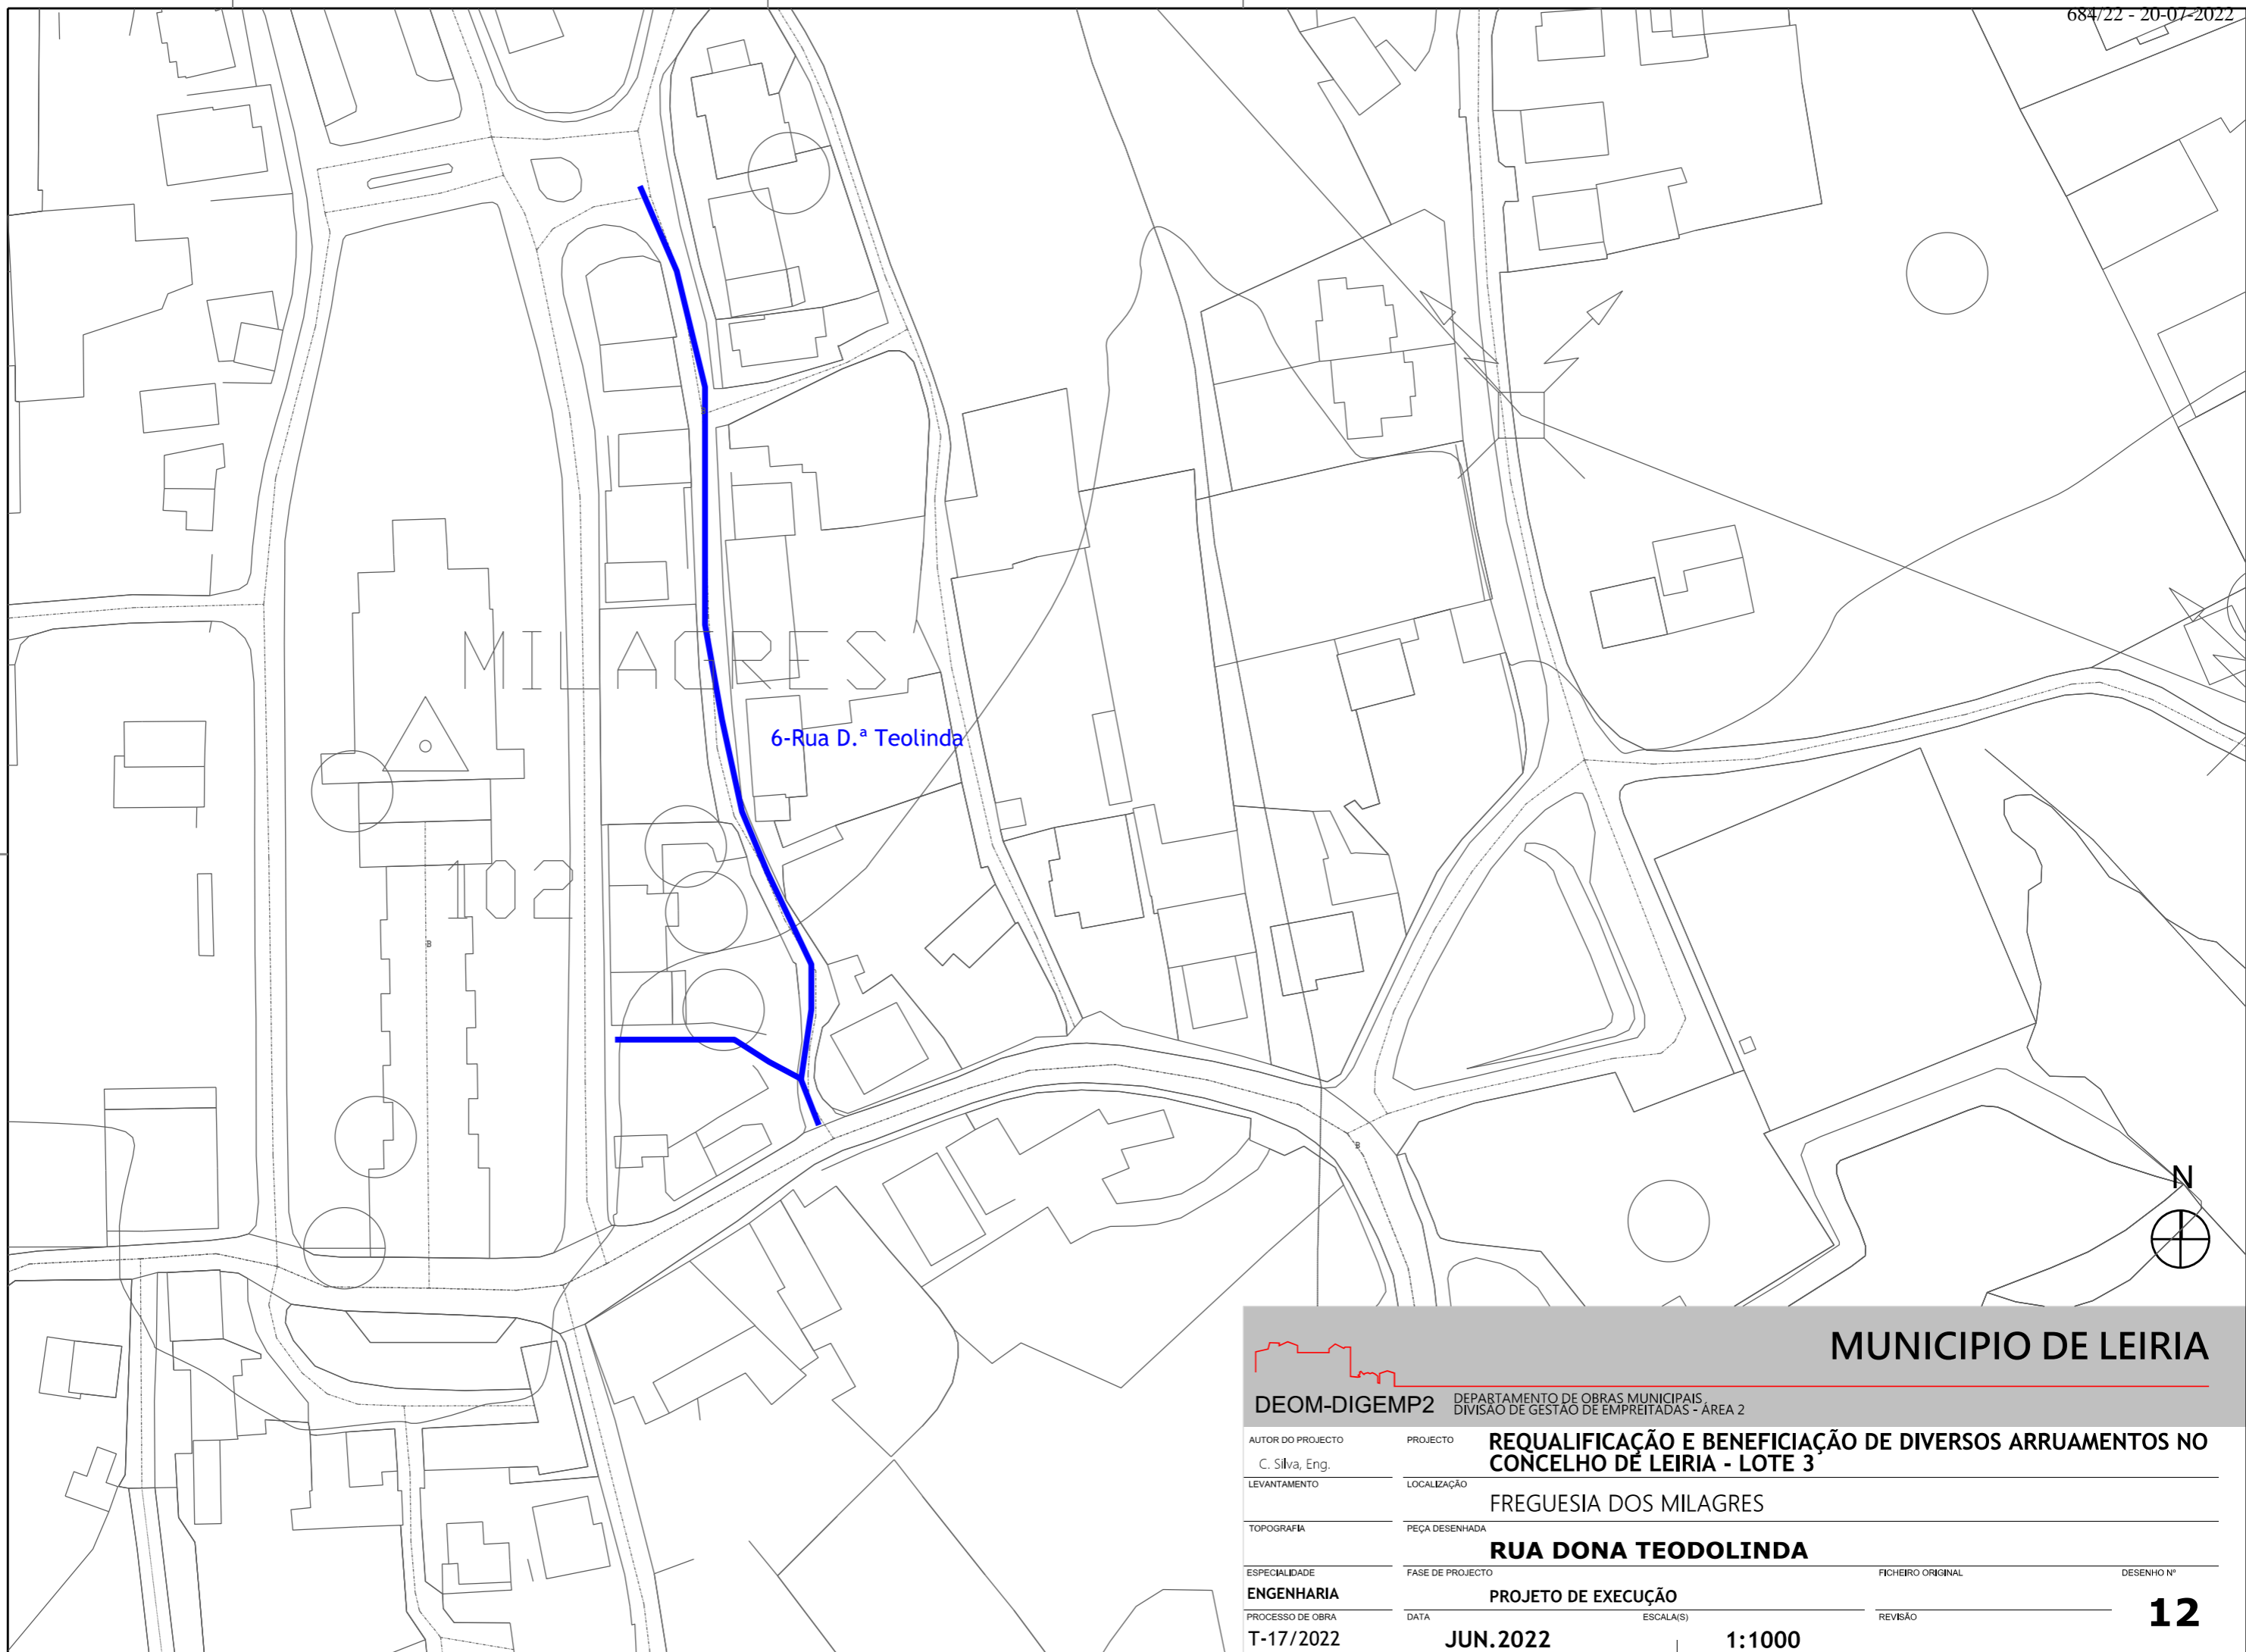 684/22 - 20-07-2022
MILAGRES
6-Rua D.ª Teolinda
102
B
B
B
N
MUNICIPIO DE LEIRIA
DEOM-DIGEMP2
DEPARTAMENTO DE OBRAS MUNICIPAIS
DIVISÃO DE GESTÃO DE EMPREITADAS - ÁREA 2
AUTOR DO PROJECTO
C. Silva, Eng.
PROJECTO
REQUALIFICAÇÃO E BENEFICIAÇÃO DE DIVERSOS ARRUAMENTOS NO
CONCELHO DE LEIRIA - LOTE 3
LEVANTAMENTO
LOCALIZAÇÃO
FREGUESIA DOS MILAGRES
TOPOGRAFIA
PEÇA DESENHADA
RUA DONA TEODOLINDA
ESPECIALIDADE
ENGENHARIA
FASE DE PROJECTO
PROJETO DE EXECUÇÃO
FICHEIRO ORIGINAL
DESENHO Nº
12
PROCESSO DE OBRA
T-17/2022
DATA
JUN.2022
ESCALA(S)
1:1000
REVISÃO